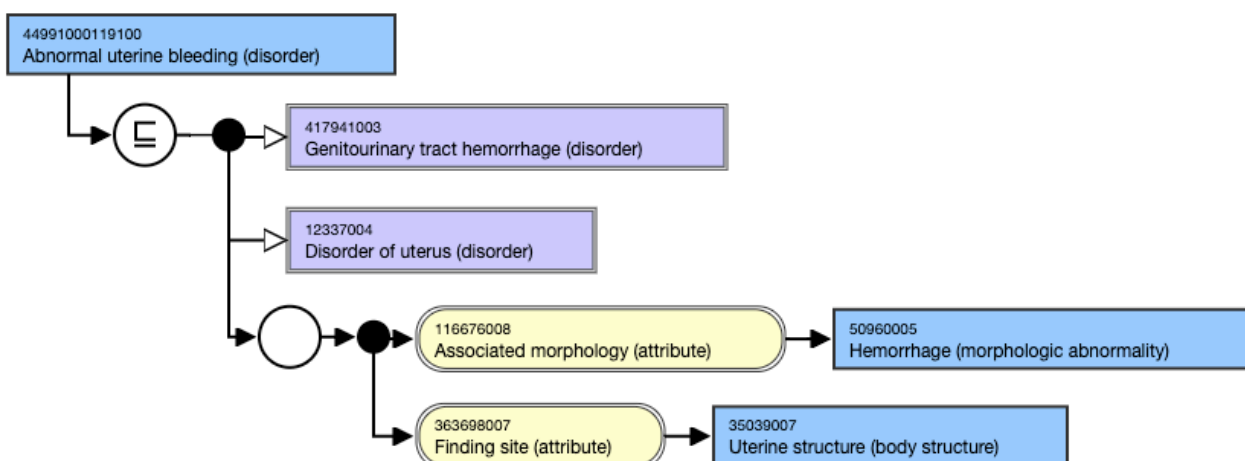 44991000119100
Abnormal uterine bleeding (disorder)
⊑
417941003
Genitourinary tract hemorrhage (disorder)
12337004
Disorder of uterus (disorder)
116676008
Associated morphology (attribute)
50960005
Hemorrhage (morphologic abnormality)
363698007
Finding site (attribute)
35039007
Uterine structure (body structure)